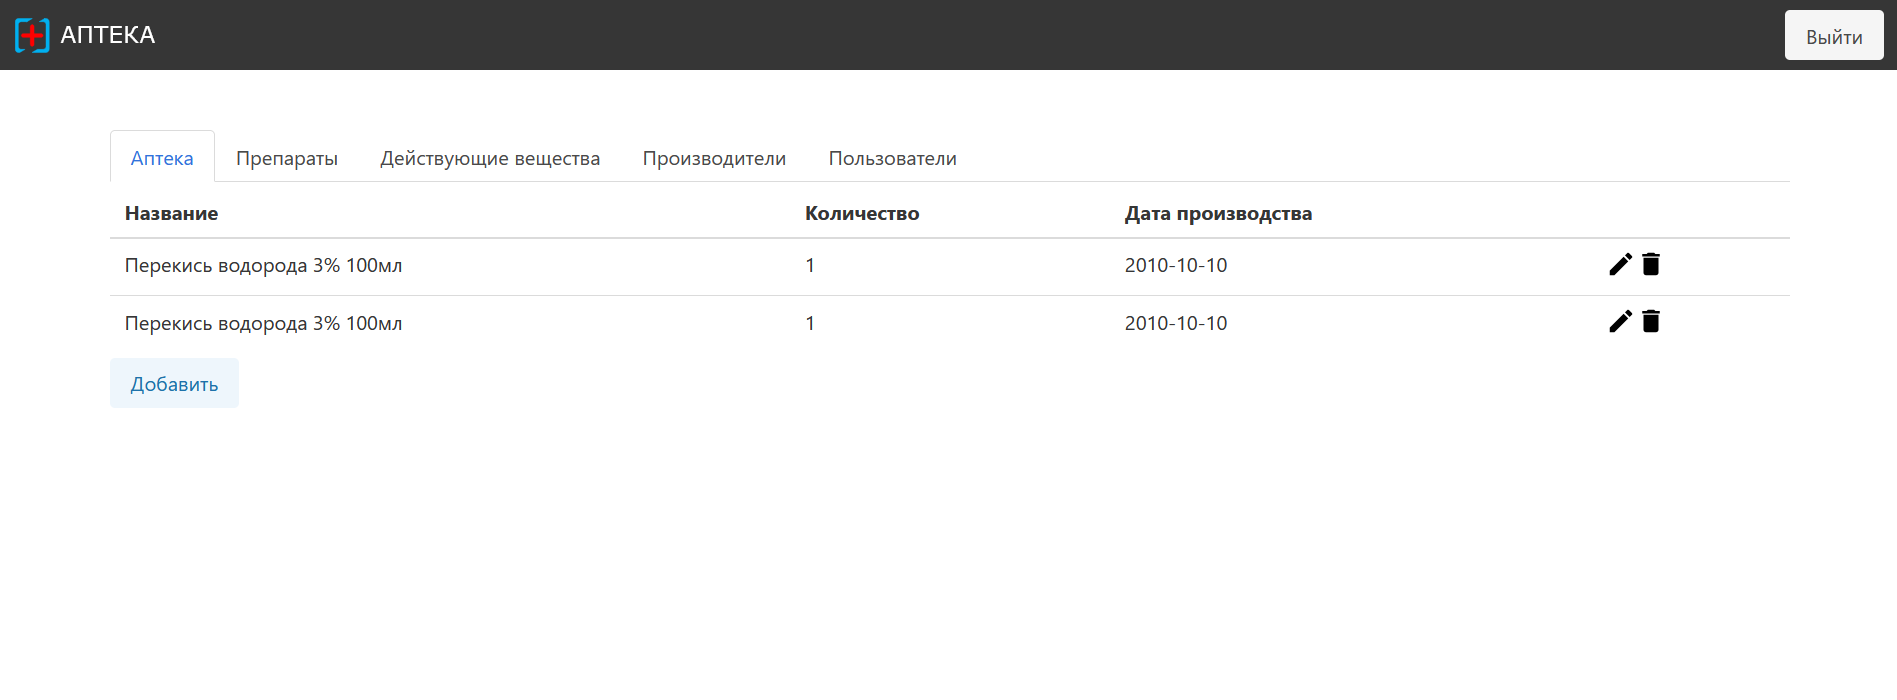 АПТЕКА Выйти
Аптека Препараты Действующие вещества Производители Пользователи
Название Количество Дата производства
Перекись водорода 3% 100мл 1 2010-10-10
Перекись водорода 3% 100мл 1 2010-10-10
Добавить